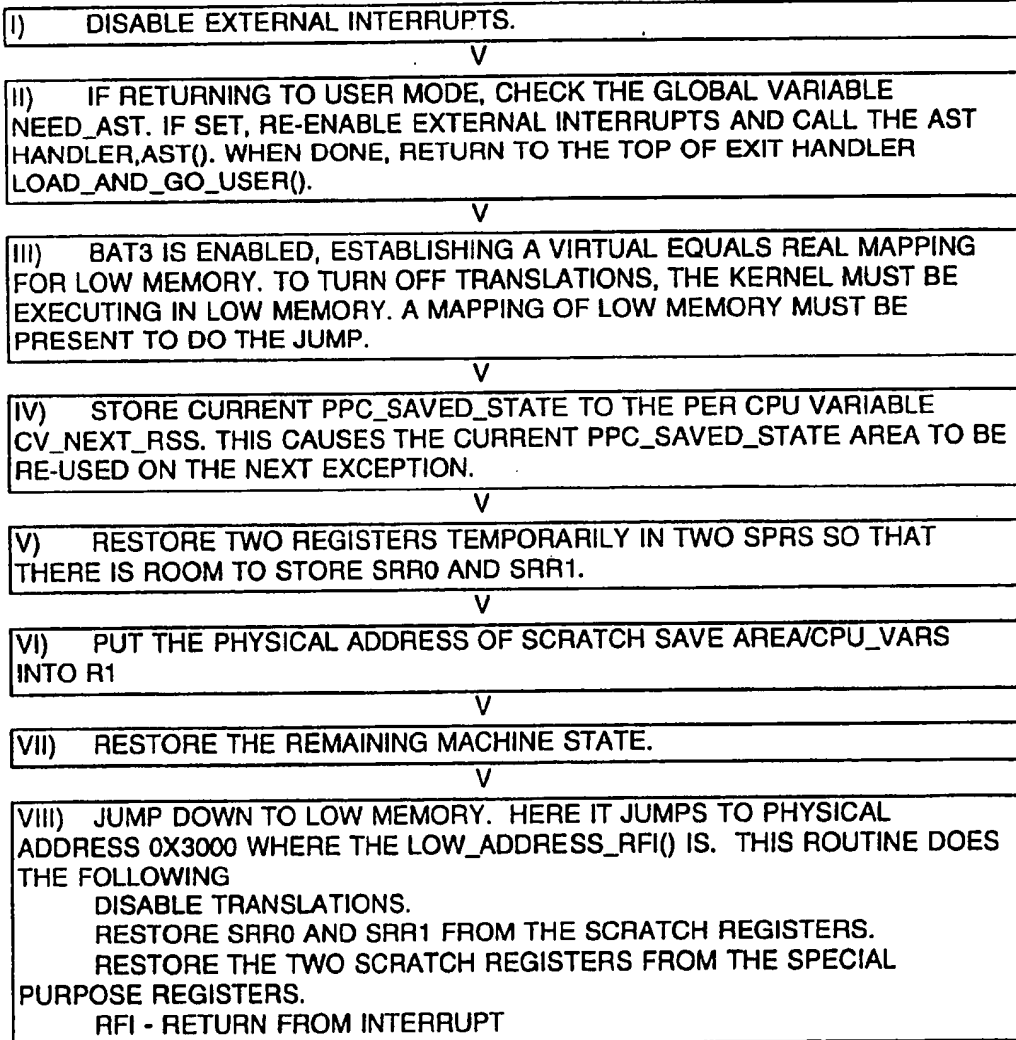 I) DISABLE EXTERNAL INTERRUPTS.
V
II) IF RETURNING TO USER MODE, CHECK THE GLOBAL VARIABLE
NEED_AST. IF SET, RE-ENABLE EXTERNAL INTERRUPTS AND CALL THE AST
HANDLER,AST(). WHEN DONE, RETURN TO THE TOP OF EXIT HANDLER
LOAD_AND_GO_USER().
V
III) BAT3 IS ENABLED, ESTABLISHING A VIRTUAL EQUALS REAL MAPPING
FOR LOW MEMORY. TO TURN OFF TRANSLATIONS, THE KERNEL MUST BE
EXECUTING IN LOW MEMORY. A MAPPING OF LOW MEMORY MUST BE
PRESENT TO DO THE JUMP.
V
IV) STORE CURRENT PPC_SAVED_STATE TO THE PER CPU VARIABLE
CV_NEXT_RSS. THIS CAUSES THE CURRENT PPC_SAVED_STATE AREA TO BE
RE-USED ON THE NEXT EXCEPTION.
V
V) RESTORE TWO REGISTERS TEMPORARILY IN TWO SPRS SO THAT
THERE IS ROOM TO STORE SRR0 AND SRR1.
V
VI) PUT THE PHYSICAL ADDRESS OF SCRATCH SAVE AREA/CPU_VARS
INTO R1
V
VII) RESTORE THE REMAINING MACHINE STATE.
V
VIII) JUMP DOWN TO LOW MEMORY. HERE IT JUMPS TO PHYSICAL
ADDRESS 0X3000 WHERE THE LOW_ADDRESS_RFI() IS. THIS ROUTINE DOES
THE FOLLOWING
DISABLE TRANSLATIONS.
RESTORE SRR0 AND SRR1 FROM THE SCRATCH REGISTERS.
RESTORE THE TWO SCRATCH REGISTERS FROM THE SPECIAL
PURPOSE REGISTERS.
RFI - RETURN FROM INTERRUPT